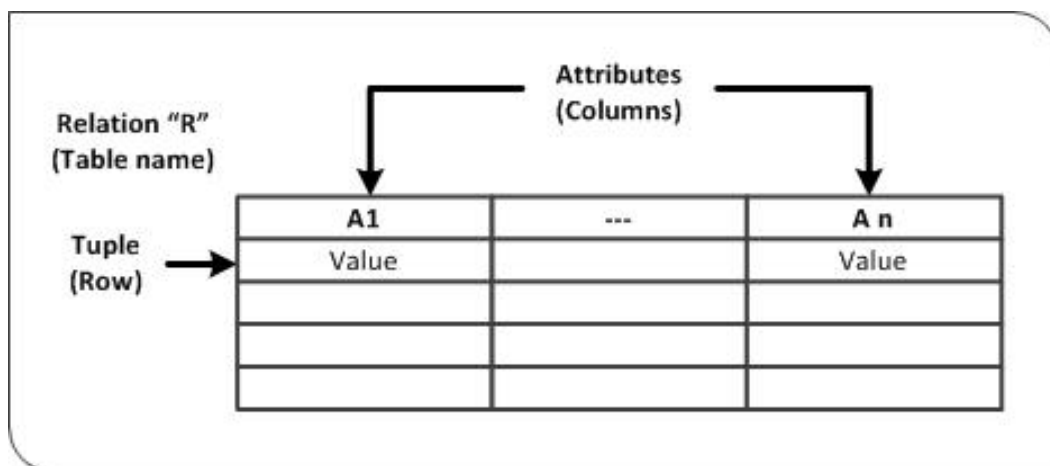 Attributes
(Columns)
Relation “R”
(Table name)
A1 --- A n
Tuple
(Row)
Value Value